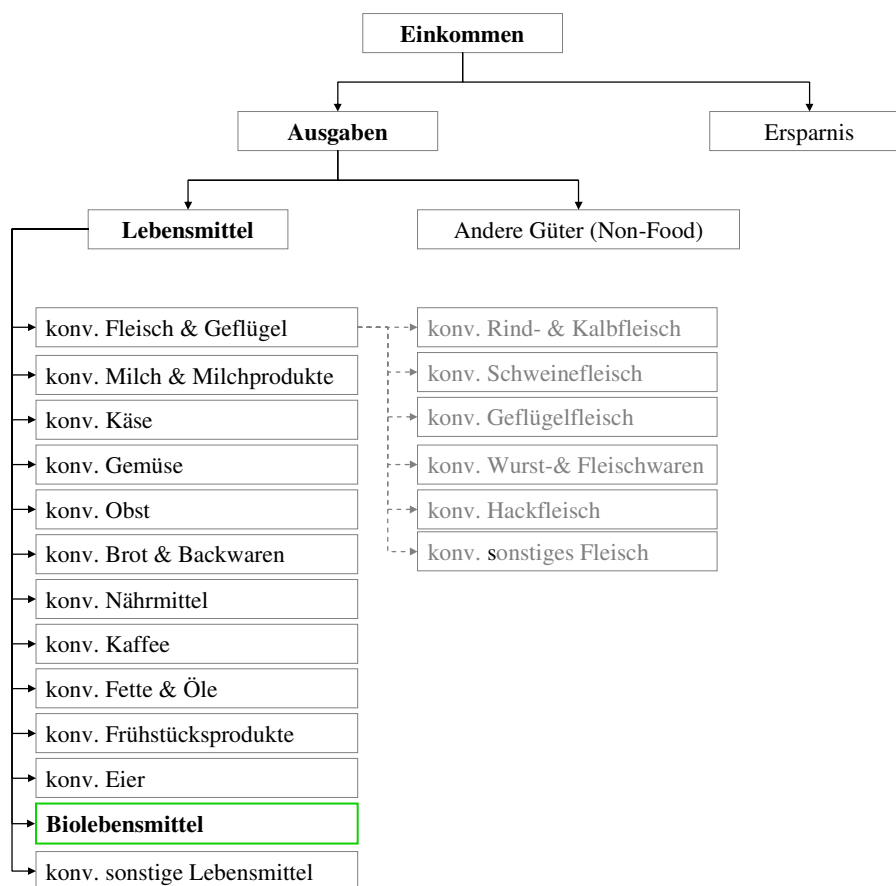 Einkommen
Ausgaben
Ersparnis
Lebensmittel
Andere Güter (Non-Food)
konv. Fleisch & Geflügel
konv. Rind- & Kalbfleisch
konv. Milch & Milchprodukte
konv. Schweinefleisch
konv. Käse
konv. Geflügelfleisch
konv. Gemüse
konv. Wurst-& Fleischwaren
konv. Obst
konv. Hackfleisch
konv. Brot & Backwaren
konv. sonstiges Fleisch
konv. Nährmittel
konv. Kaffee
konv. Fette & Öle
konv. Frühstücksprodukte
konv. Eier
Biolebensmittel
konv. sonstige Lebensmittel